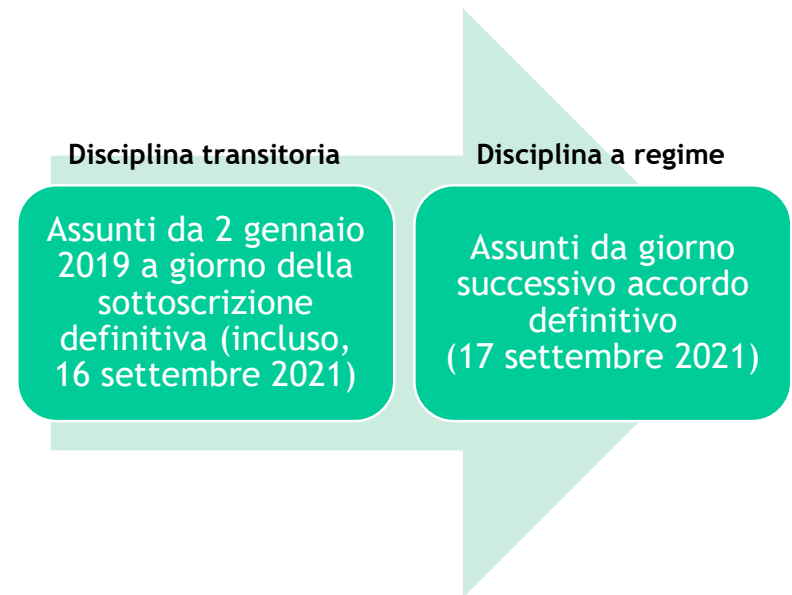 Disciplina transitoria
Assunti da 2 gennaio
2019 a giorno della
sottoscrizione
definitiva (incluso,
16 settembre 2021)
Disciplina a regime
Assunti da giorno
successivo accordo
definitivo
(17 settembre 2021)